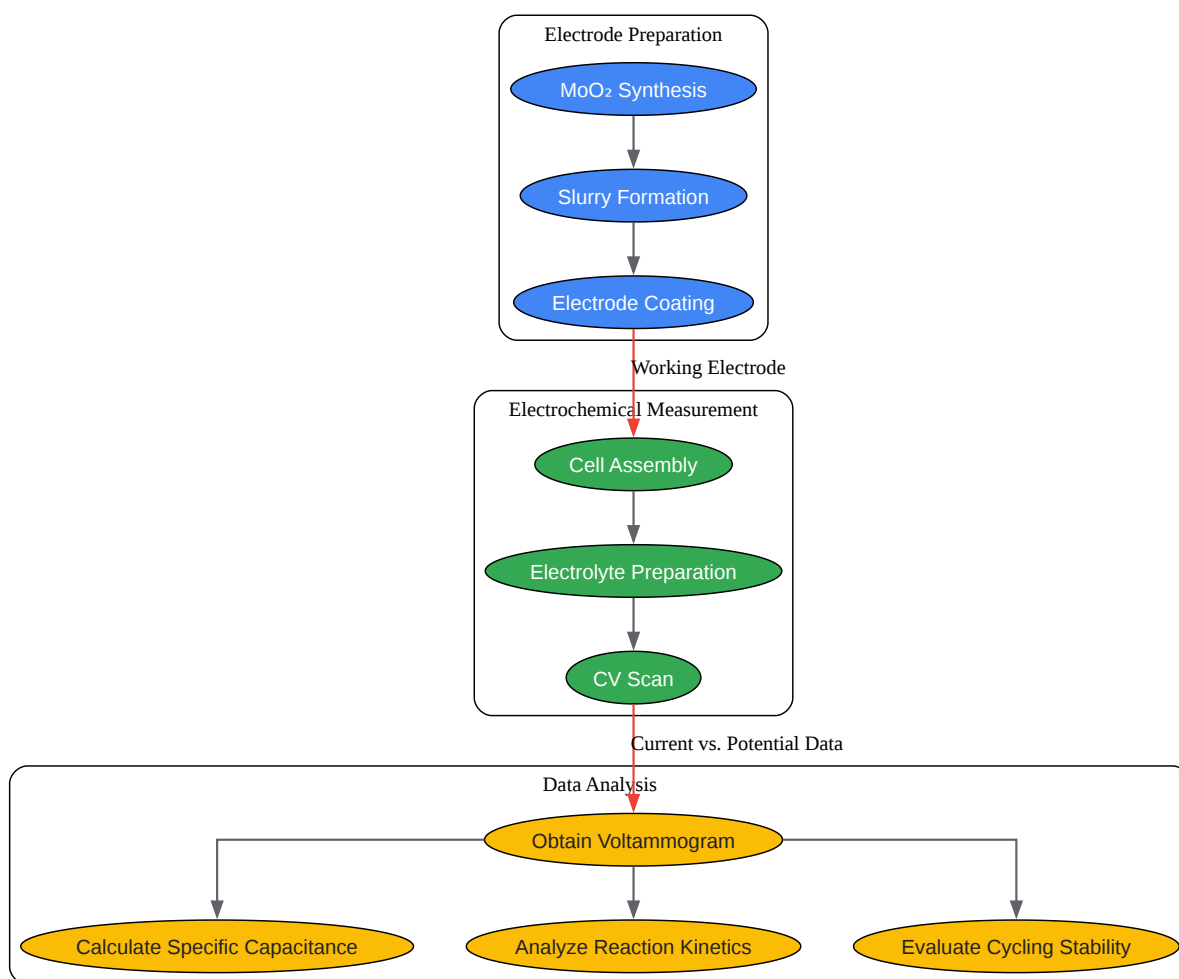 Electrode Preparation
MoO₂ Synthesis
Slurry Formation
Electrode Coating
Working Electrode
Electrochemical Measurement
Cell Assembly
Electrolyte Preparation
CV Scan
Current vs. Potential Data
Data Analysis
Obtain Voltammogram
Calculate Specific Capacitance
Analyze Reaction Kinetics
Evaluate Cycling Stability